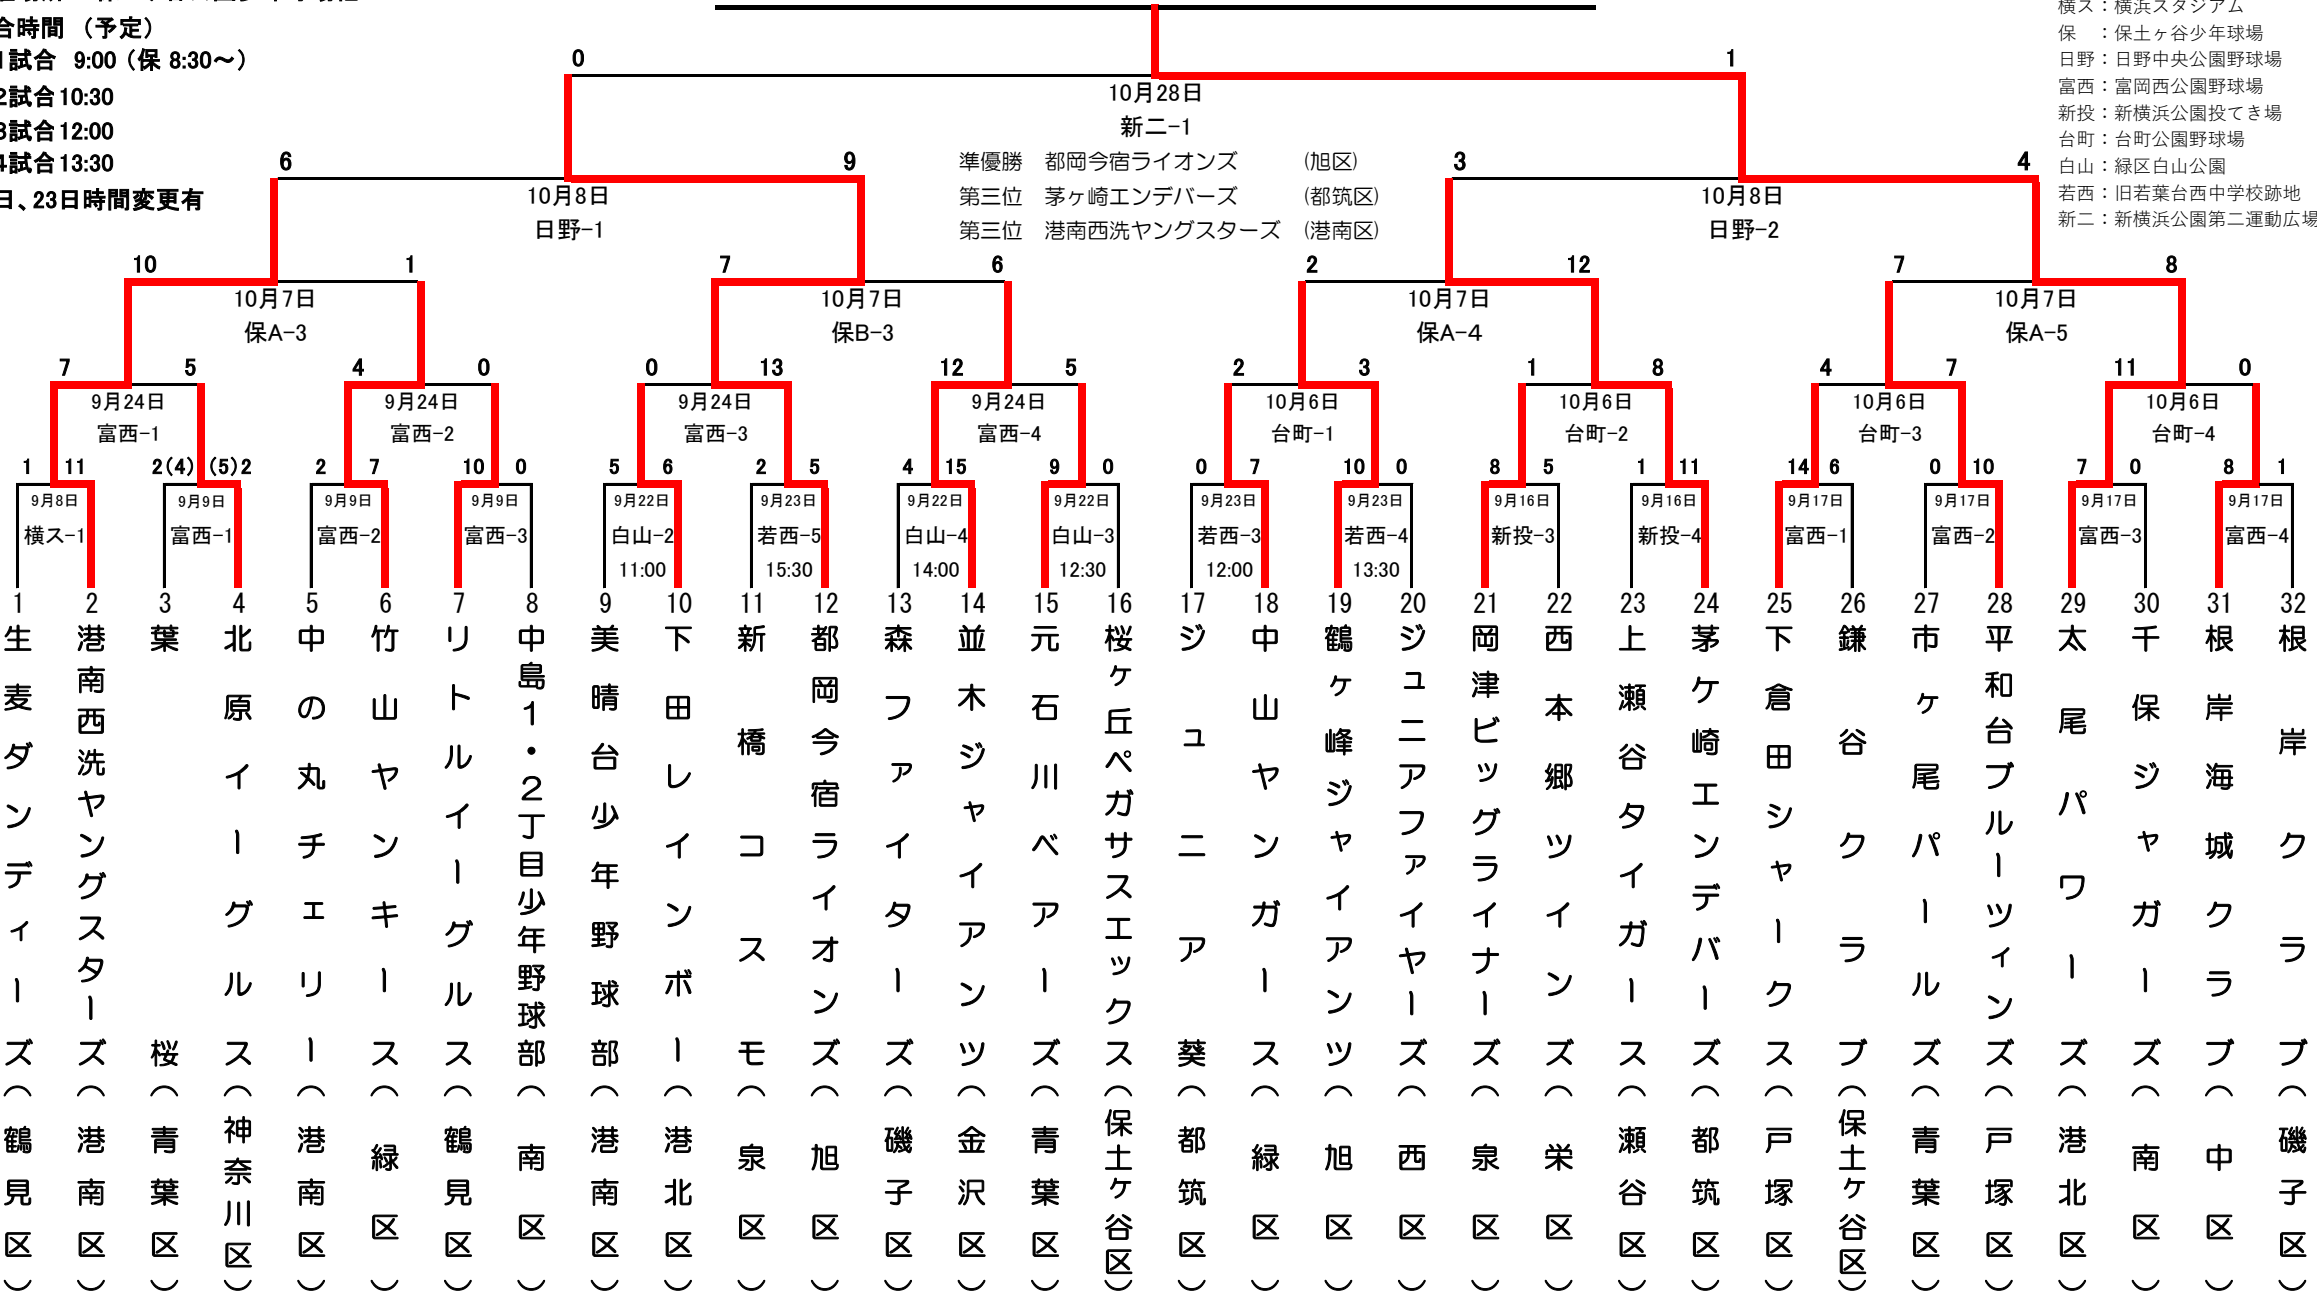 合時間 （予定）
試合 9:00（保 8:30～）
2試合10:30
3試合12:00
4試合13:30
日、23日時間変更有
横ス：横浜スタジアム
保　：保土ヶ谷少年球場
日野：日野中央公園野球場
富西：富岡西公園野球場
新投：新横浜公園投てき場
台町：台町公園野球場
白山：緑区白山公園
若西：旧若葉台西中学校跡地
新二：新横浜公園第二運動広場
0 1
10月28日
新二-1
準優勝 都岡今宿ライオンズ (旭区)
第三位 茅ヶ崎エンデバーズ (都筑区)
第三位 港南西洗ヤングスターズ (港南区)
6 9 3 4
10月8日 10月8日
日野-1 日野-2
10 1 7 6 2 12 7 8
10月7日 10月7日 10月7日 10月7日
保A-3 保B-3 保A-4 保A-5
7 5 4 0 0 13 12 5 2 3 1 8 4 7 11 0
9月24日 9月24日 9月24日 9月24日 10月6日 10月6日 10月6日 10月6日
富西-1 富西-2 富西-3 富西-4 台町-1 台町-2 台町-3 台町-4
1 11 2(4) (5)2 2 7 10 0 5 6 2 5 4 15 9 0 0 7 10 0 8 5 1 11 14 6 0 10 7 0 8 1
9月8日 9月9日 9月9日 9月9日 9月22日 9月23日 9月22日 9月22日 9月23日 9月23日 9月16日 9月16日 9月17日 9月17日 9月17日 9月17日
横ス-1 富西-1 富西-2 富西-3 白山-2 若西-5 白山-4 白山-3 若西-3 若西-4 新投-3 新投-4 富西-1 富西-2 富西-3 富西-4
11:00 15:30 14:00 12:30 12:00 13:30
1 2 3 4 5 6 7 8 9 10 11 12 13 14 15 16 17 18 19 20 21 22 23 24 25 26 27 28 29 30 31 32
生麦ダンディーズ（鶴見区）
港南西洗ヤングスターズ（港南区）
葉桜（青葉区）
北原イーグルス（神奈川区）
中の丸チェリー（港南区）
竹山ヤンキース（緑区）
リトルイーグルス（鶴見区）
中島１・２丁目少年野球部（南区）
美晴台少年野球部（港南区）
下田レインボー（港北区）
新橋コスモ（泉区）
都岡今宿ライオンズ（旭区）
森ファイターズ（磯子区）
並木ジャイアンツ（金沢区）
元石川ベアーズ（青葉区）
桜ヶ丘ペガサスエックス（保土ケ谷区）
ジュニア葵（都筑区）
中山ヤンガース（緑区）
鶴ヶ峰ジャイアンツ（旭区）
ジュニアファイヤーズ（西区）
岡津ビッグライナーズ（泉区）
西本郷ツインズ（栄区）
上瀬谷タイガース（瀬谷区）
茅ケ崎エンデバーズ（都筑区）
下倉田シャークス（戸塚区）
鎌谷クラブ（保土ケ谷区）
市ヶ尾パールズ（青葉区）
平和台ブルーツィンズ（戸塚区）
太尾パワーズ（港北区）
千保ジャガーズ（南区）
根岸海城クラブ（中区）
根岸クラブ（磯子区）